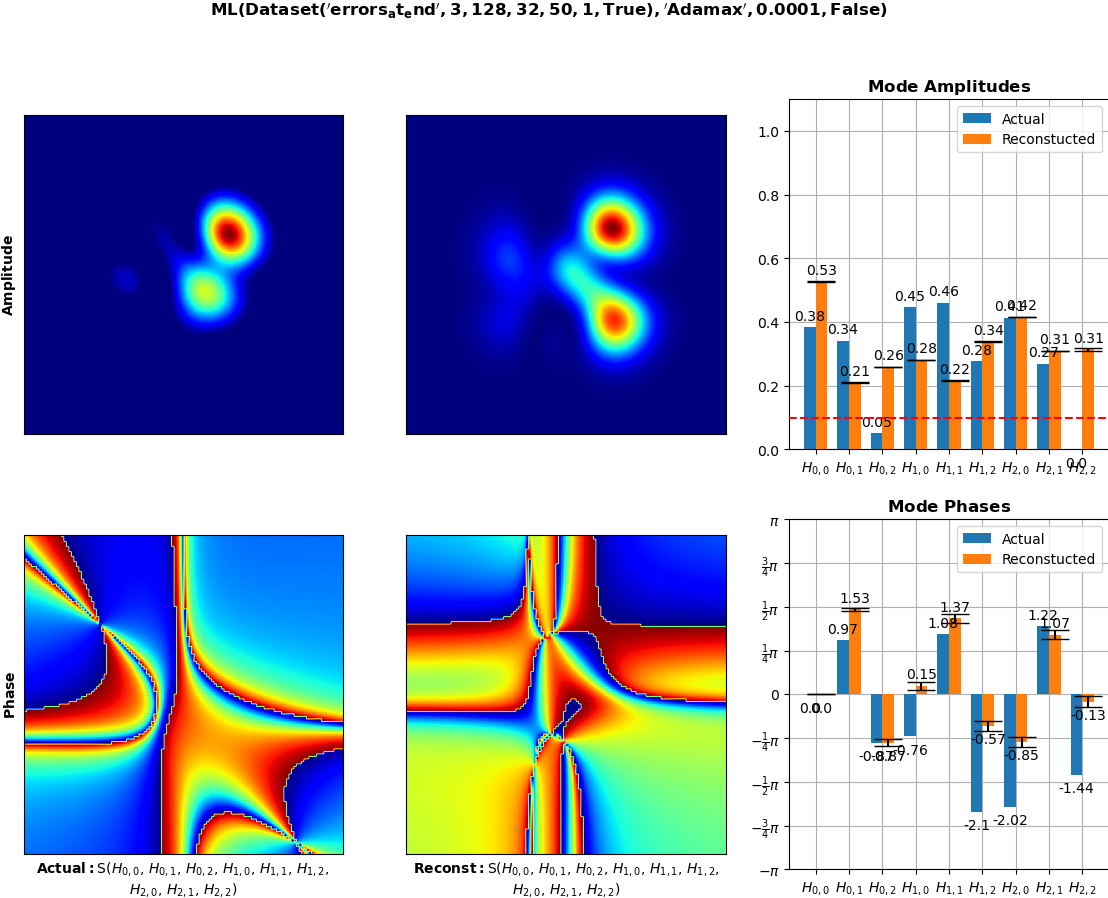 ML(Dataset('errors_at_end', 3, 128, 32, 50, 1, True), 'Adamax', 0.0001, False)
Amplitude
Mode Amplitudes
Actual
Reconstucted
1.0
0.8
0.6
0.4
0.2
0.0
0.38 0.53
0.34 0.21
0.05 0.26
0.45 0.28
0.46 0.22
0.28 0.34
0.41 0.42
0.27 0.31
0.0 0.31
H0,0 H0,1 H0,2 H1,0 H1,1 H1,2 H2,0 H2,1 H2,2
Phase
Mode Phases
Actual
Reconstucted
π
3/4π
1/2π
1/4π
0
−1/4π
−1/2π
−3/4π
−π
0.0 0.0
0.97 1.53
-0.87 -0.87
-0.76 0.15
1.08 1.37
-2.1 -0.57
-2.02 -0.85
1.22 1.07
-1.44 -0.13
H0,0 H0,1 H0,2 H1,0 H1,1 H1,2 H2,0 H2,1 H2,2
Actual: S(H0,0, H0,1, H0,2, H1,0, H1,1, H1,2,
H2,0, H2,1, H2,2)
Reconst: S(H0,0, H0,1, H0,2, H1,0, H1,1, H1,2,
H2,0, H2,1, H2,2)